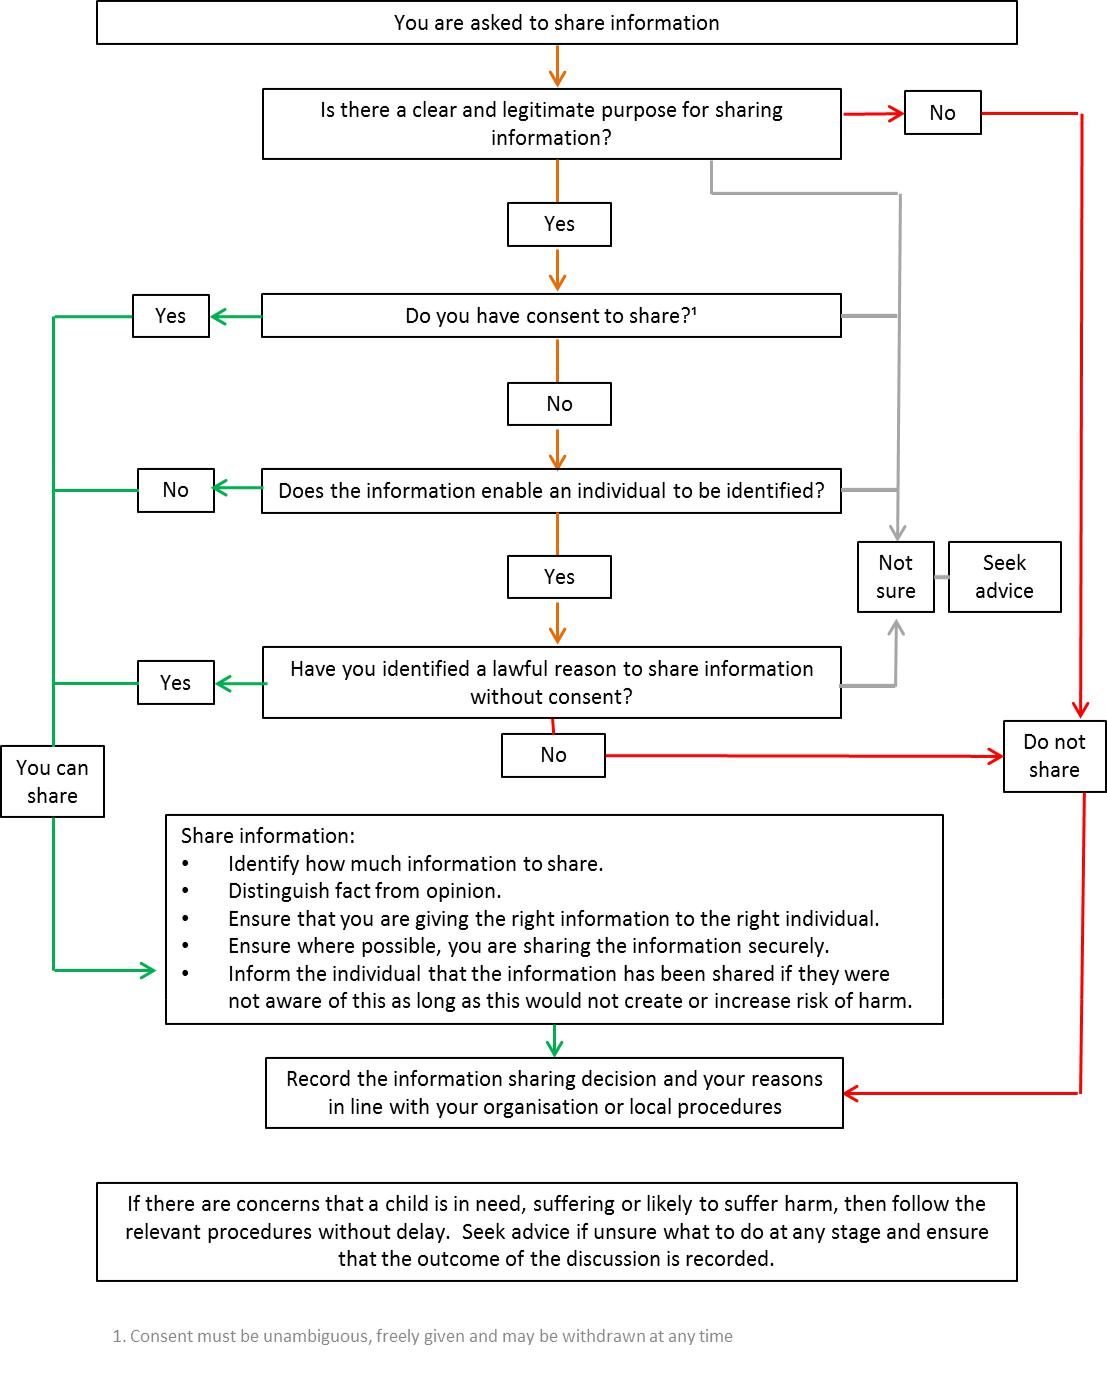 You are asked to share information
Is there a clear and legitimate purpose for sharing
information?
No
Yes
Yes
Do you have consent to share?¹
No
No
Does the information enable an individual to be identified?
Not
sure
Seek
advice
Yes
Yes
Have you identified a lawful reason to share information
without consent?
No
Do not
share
You can
share
Share information:
• Identify how much information to share.
• Distinguish fact from opinion.
• Ensure that you are giving the right information to the right individual.
• Ensure where possible, you are sharing the information securely.
• Inform the individual that the information has been shared if they were
not aware of this as long as this would not create or increase risk of harm.
Record the information sharing decision and your reasons
in line with your organisation or local procedures
If there are concerns that a child is in need, suffering or likely to suffer harm, then follow the
relevant procedures without delay.  Seek advice if unsure what to do at any stage and ensure
that the outcome of the discussion is recorded.
1. Consent must be unambiguous, freely given and may be withdrawn at any time